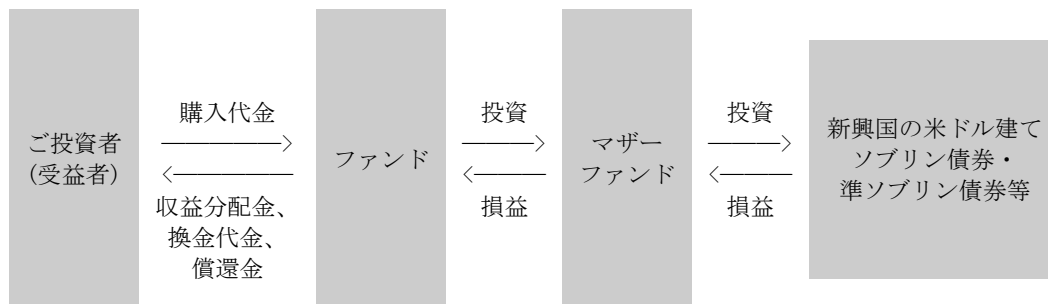 ご投資者
(受益者)
購入代金
収益分配金、
換金代金、
償還金
ファンド
投資
損益
マザー
ファンド
投資
損益
新興国の米ドル建て
ソブリン債券・
準ソブリン債券等